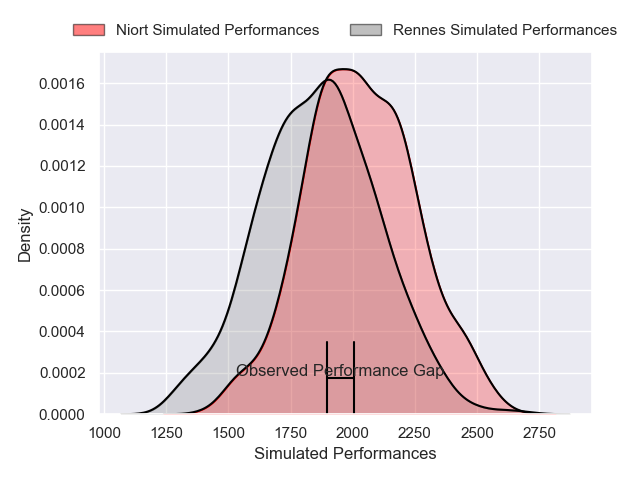 Niort Simulated Performances Rennes Simulated Performances
0.0016
0.0014
0.0012
0.0010
0.0008
0.0006
0.0004
0.0002
0.0000
Density
Observed Performance Gap
1000 1250 1500 1750 2000 2250 2500 2750
Simulated Performances